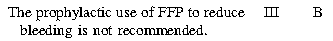 The prophylactic use of FFP to reduce III B
bleeding is not recommended.